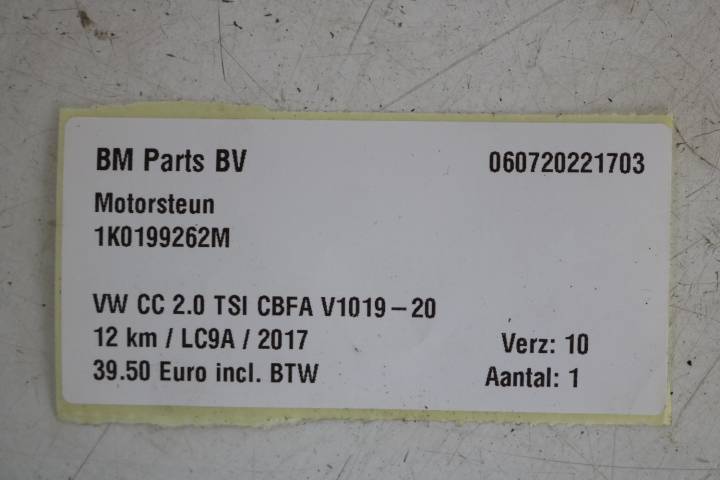 BM Parts BV 060720221703
Motorsteun
1K0199262M
VW CC 2.0 TSI CBFA V1019-20
12 km / LC9A / 2017 Verz: 10
39.50 Euro incl. BTW Aantal: 1